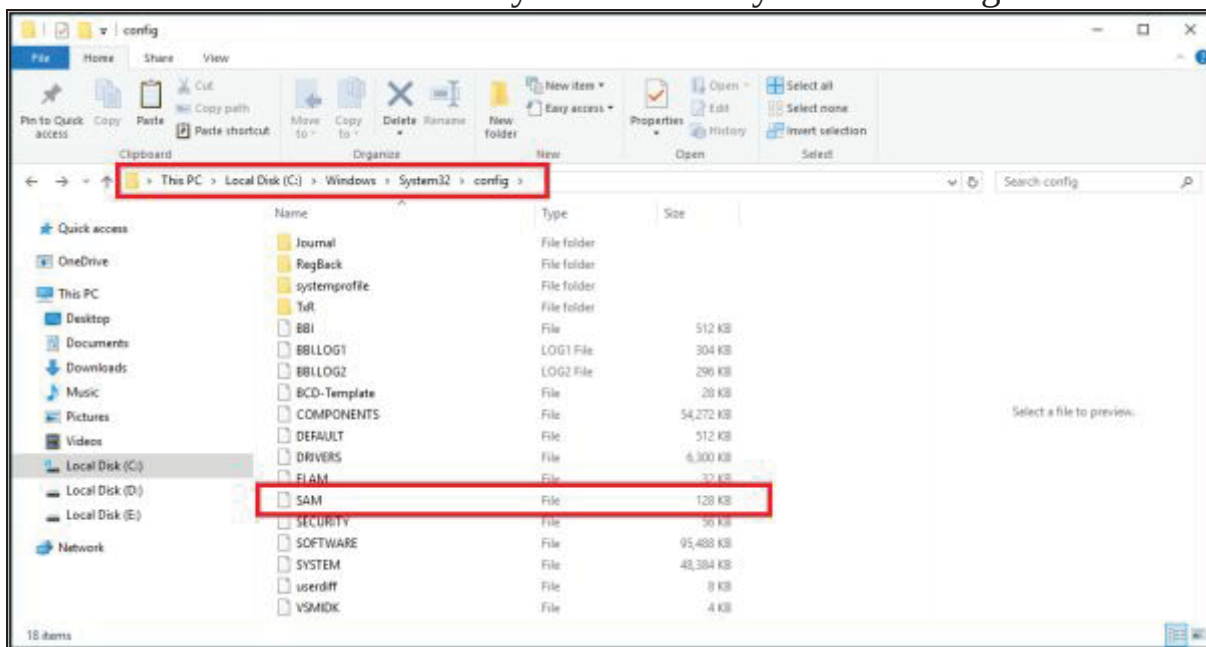 config
File Home Share View
Pin to Quick access
Copy
Paste
Cut
Copy path
Paste shortcut
Clipboard
Move to
Copy to
Delete
Rename
Organize
New folder
New item
Easy access
New
Properties
Open
Edit
History
Open
Select all
Select none
Invert selection
Select
This PC > Local Disk (C:) > Windows > System32 > config >
Search config
Quick access
OneDrive
This PC
Desktop
Documents
Downloads
Music
Pictures
Videos
Local Disk (C:)
Local Disk (D:)
Local Disk (E:)
Network
Name Type Size
Journal File folder
RegBack File folder
systemprofile File folder
TxR File folder
BBI File 512 KB
BBI.LOG1 LOG1 File 304 KB
BBI.LOG2 LOG2 File 296 KB
BCD-Template File 28 KB
COMPONENTS File 54,272 KB
DEFAULT File 512 KB
DRIVERS File 6,300 KB
ELAM File 32 KB
SAM File 128 KB
SECURITY File 56 KB
SOFTWARE File 95,488 KB
SYSTEM File 48,384 KB
userdiff File 8 KB
VSMIDK File 4 KB
Select a file to preview.
18 items